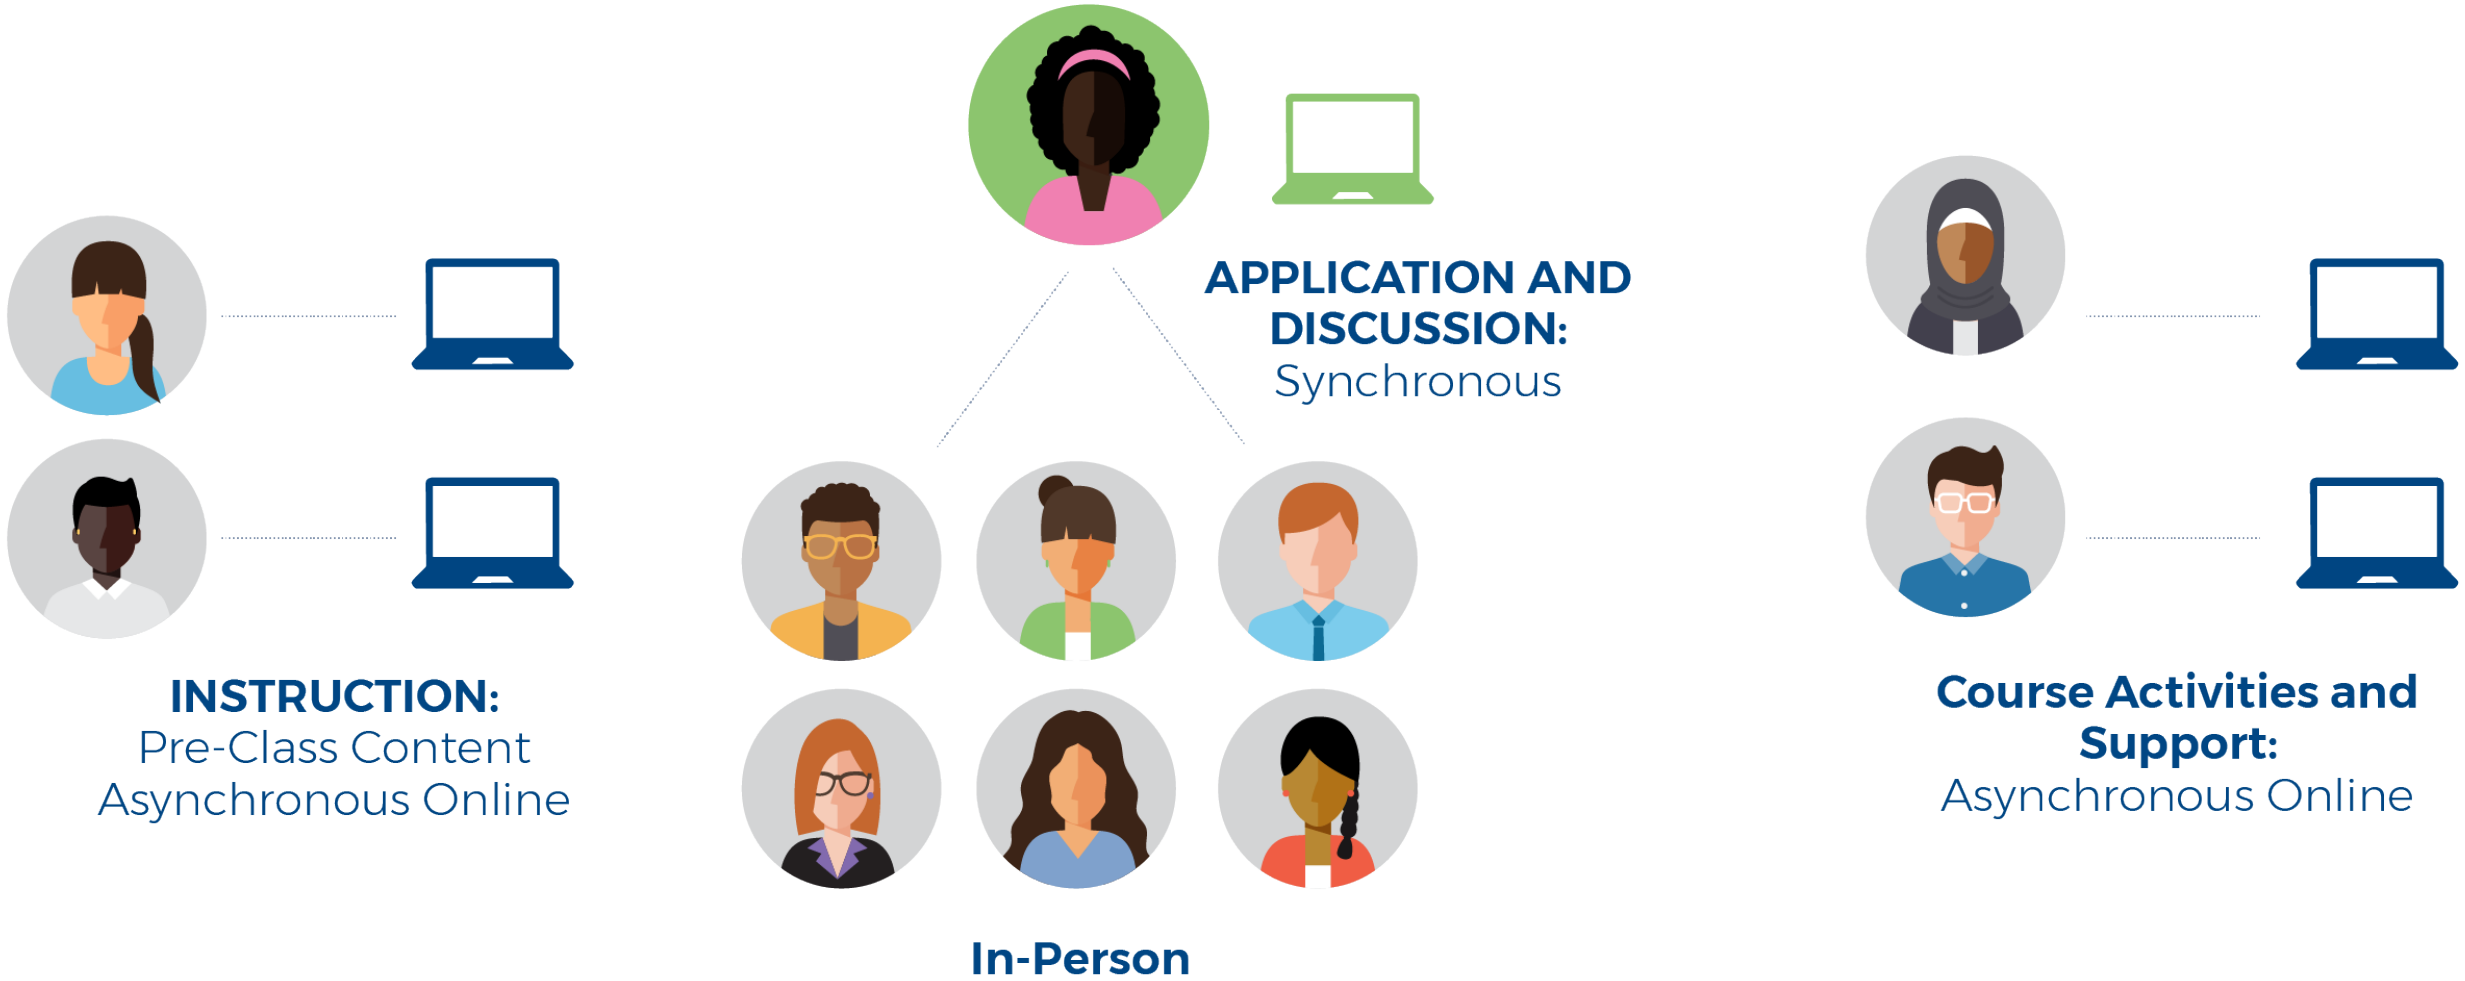 INSTRUCTION:
Pre-Class Content
Asynchronous Online
APPLICATION AND
DISCUSSION:
Synchronous
In-Person
Course Activities and
Support:
Asynchronous Online